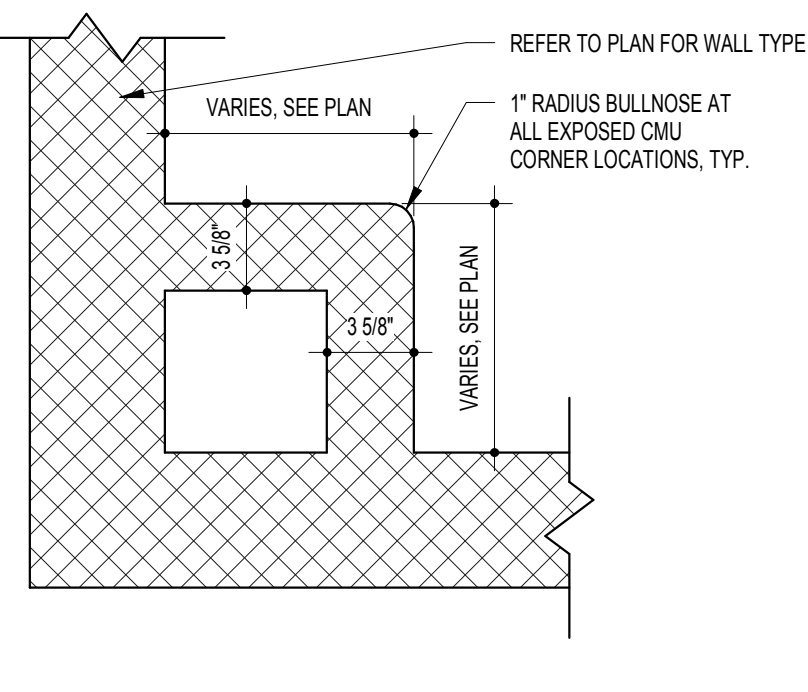 REFER TO PLAN FOR WALL TYPE
VARIES, SEE PLAN
1" RADIUS BULLNOSE AT
ALL EXPOSED CMU
CORNER LOCATIONS, TYP.
3 5/8"
3 5/8"
VARIES, SEE PLAN